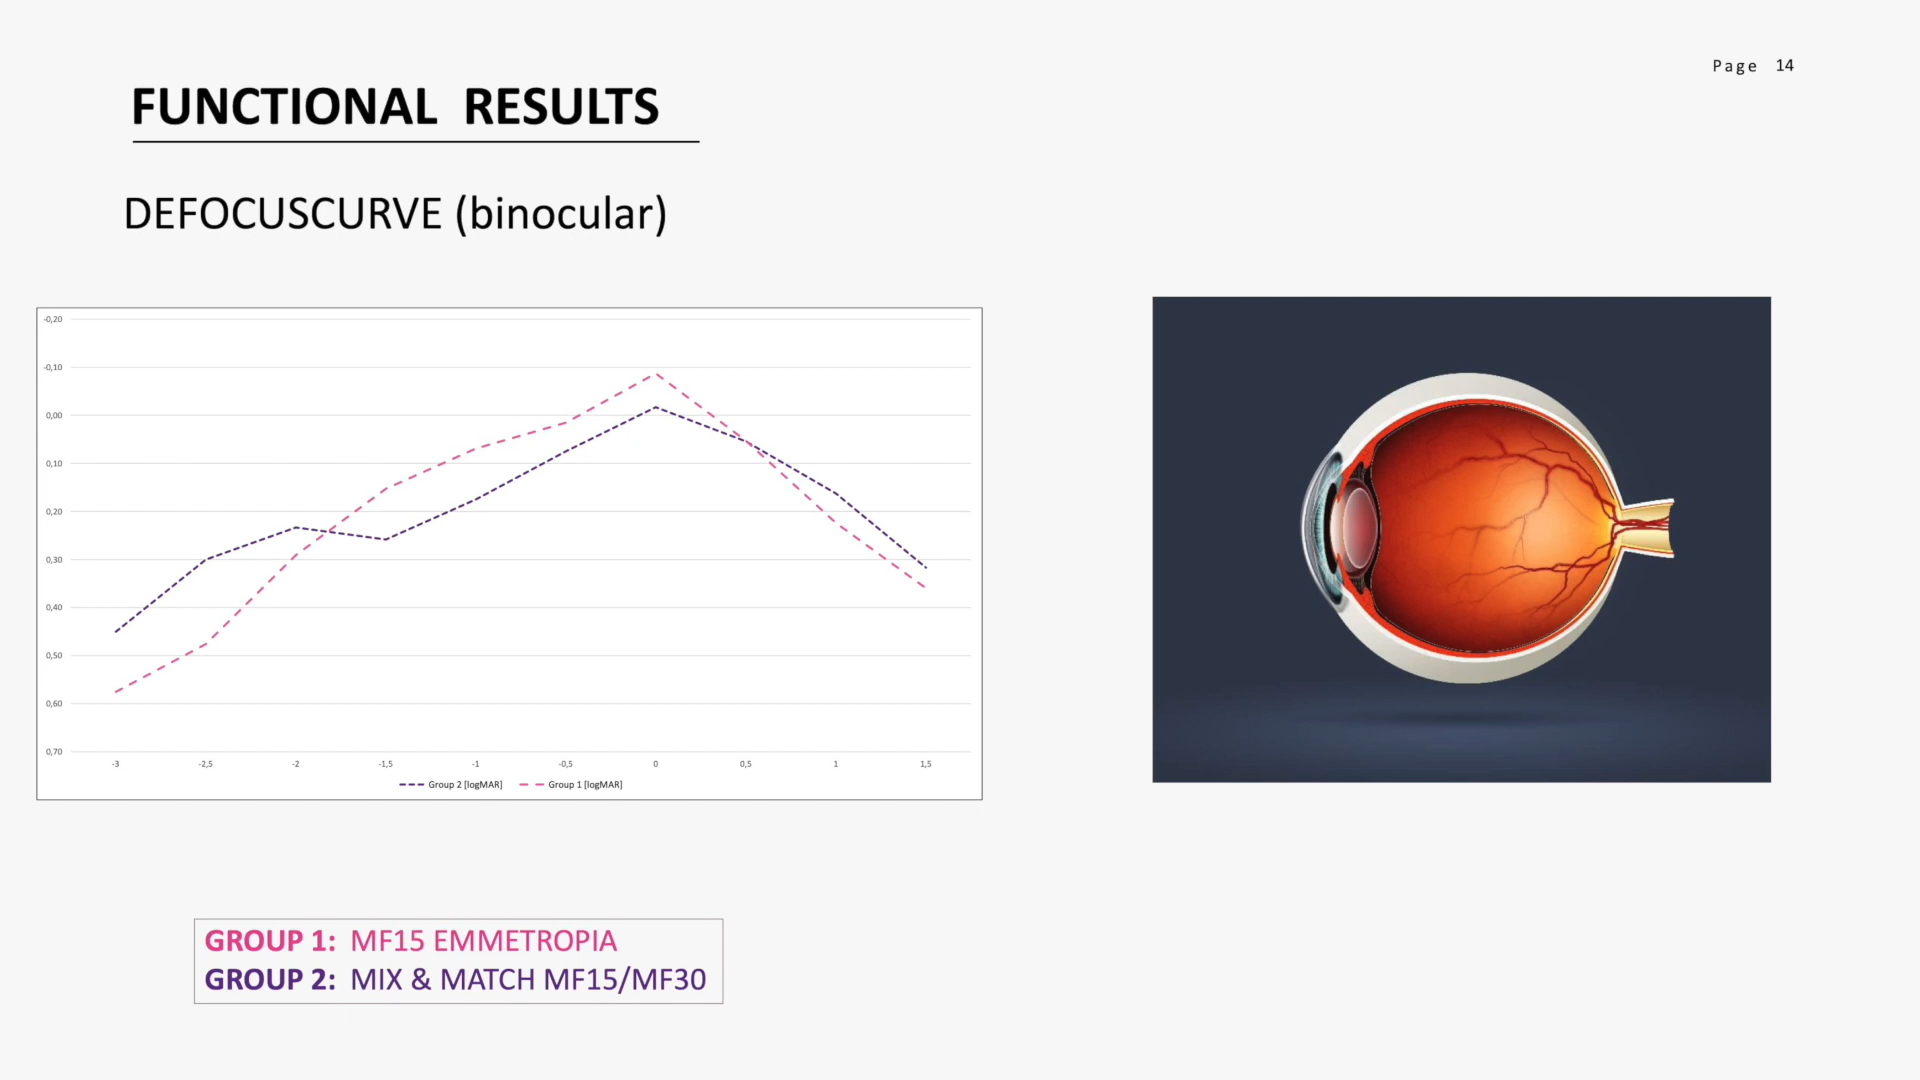 Page 14
FUNCTIONAL RESULTS
DEFOCUSCURVE (binocular)
-0,20
-0,10
0,00
0,10
0,20
0,30
0,40
0,50
0,60
0,70
-3 -2,5 -2 -1,5 -1 -0,5 0 0,5 1 1,5
Group 2 [logMAR] Group 1 [logMAR]
GROUP 1: MF15 EMMETROPIA
GROUP 2: MIX & MATCH MF15/MF30